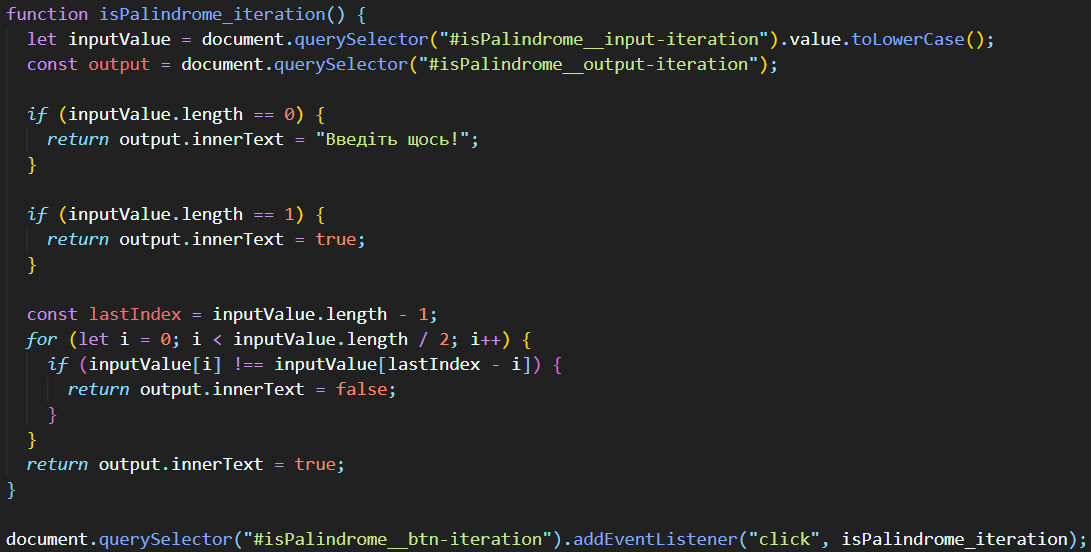 function isPalindrome_iteration() {
  let inputValue = document.querySelector("#isPalindrome__input-iteration").value.toLowerCase();
  const output = document.querySelector("#isPalindrome__output-iteration");

  if (inputValue.length == 0) {
    return output.innerText = "Введіть щось!";
  }

  if (inputValue.length == 1) {
    return output.innerText = true;
  }

  const lastIndex = inputValue.length - 1;
  for (let i = 0; i < inputValue.length / 2; i++) {
    if (inputValue[i] !== inputValue[lastIndex - i]) {
      return output.innerText = false;
    }
  }
  return output.innerText = true;
}

document.querySelector("#isPalindrome__btn-iteration").addEventListener("click", isPalindrome_iteration);